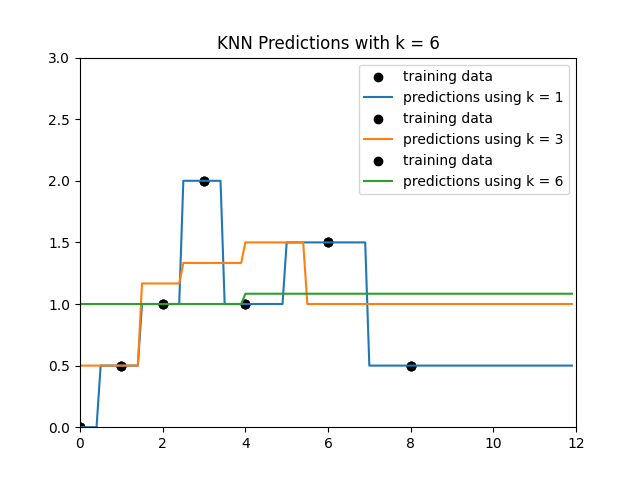 KNN Predictions with k = 6
training data
predictions using k = 1
training data
predictions using k = 3
training data
predictions using k = 6
3.0
2.5
2.0
1.5
1.0
0.5
0.0
0 2 4 6 8 10 12